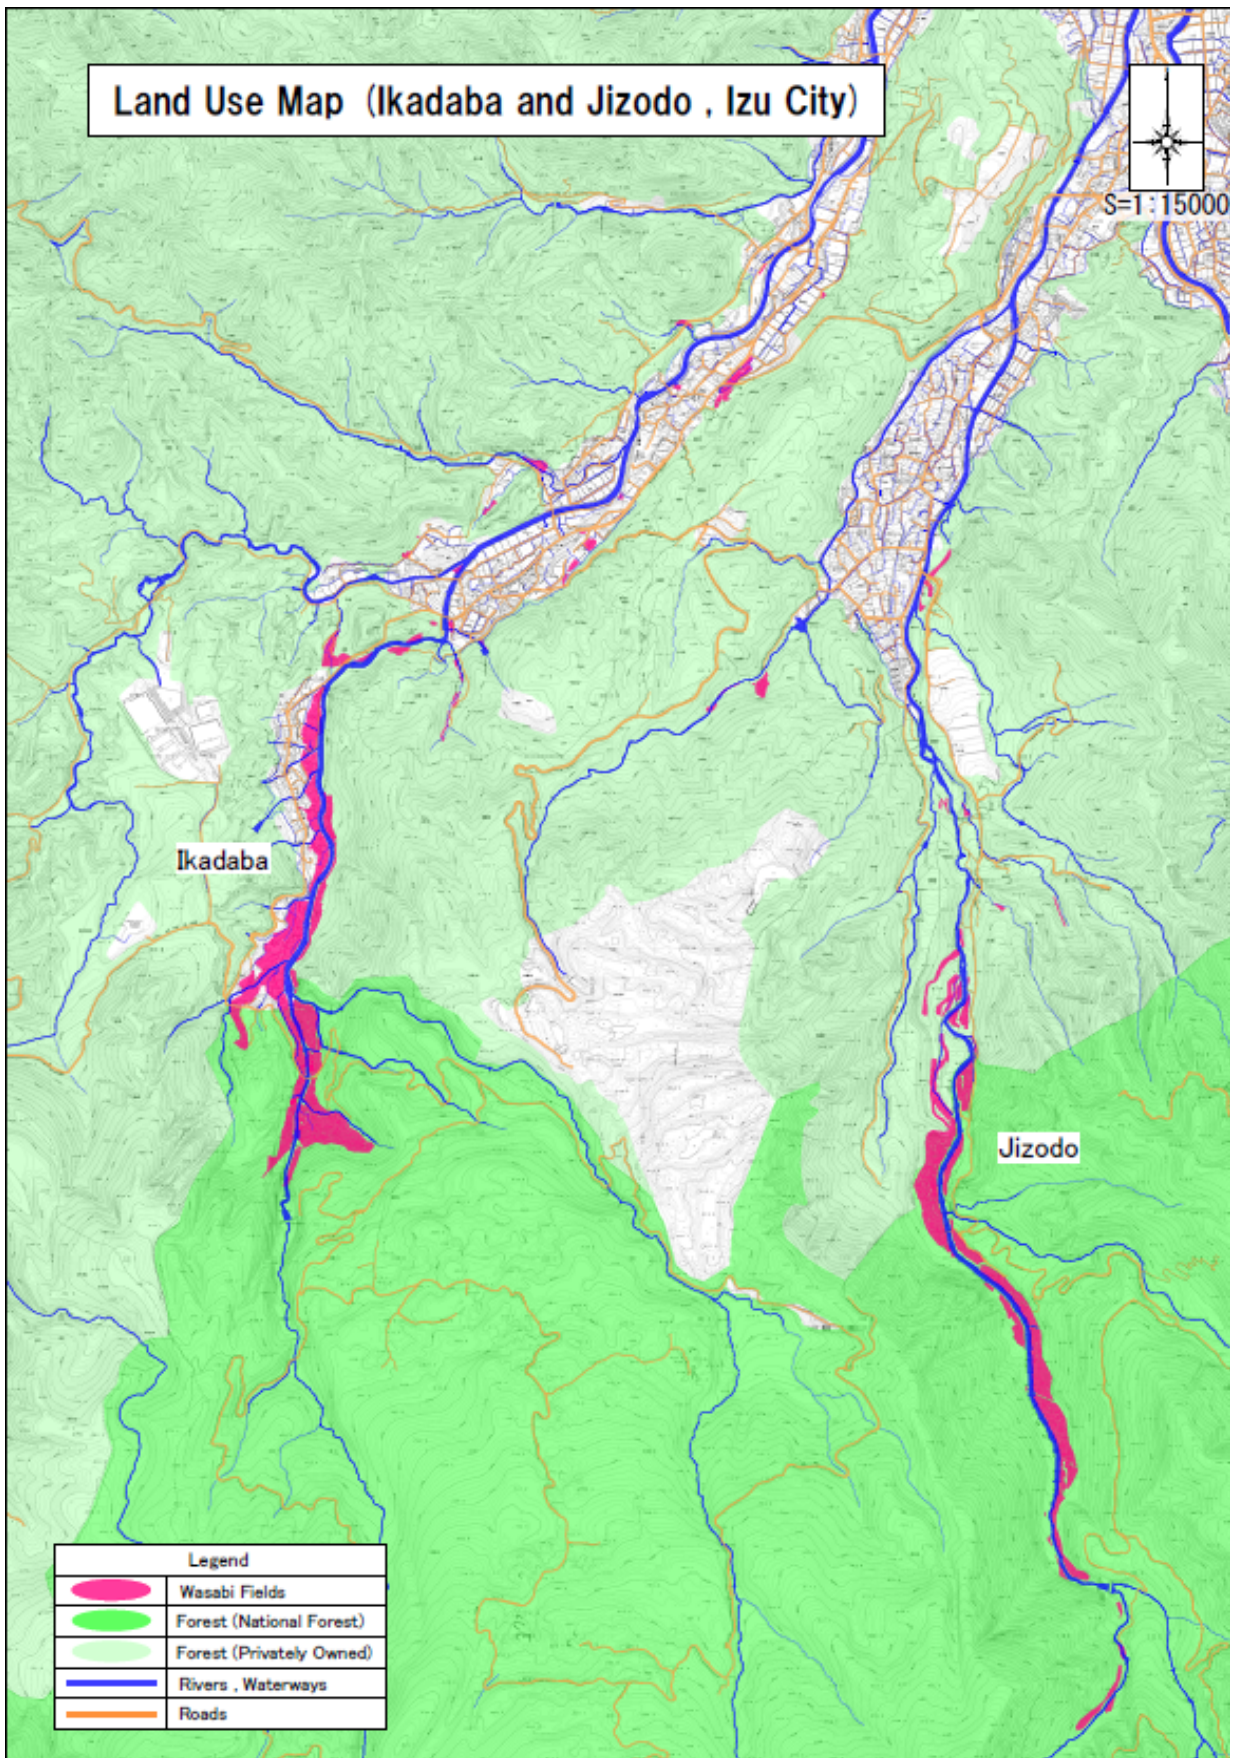 Land Use Map (Ikadaba and Jizodo , Izu City)
S=1:15000
Ikadaba
Jizodo
Legend
Wasabi Fields
Forest (National Forest)
Forest (Privately Owned)
Rivers , Waterways
Roads